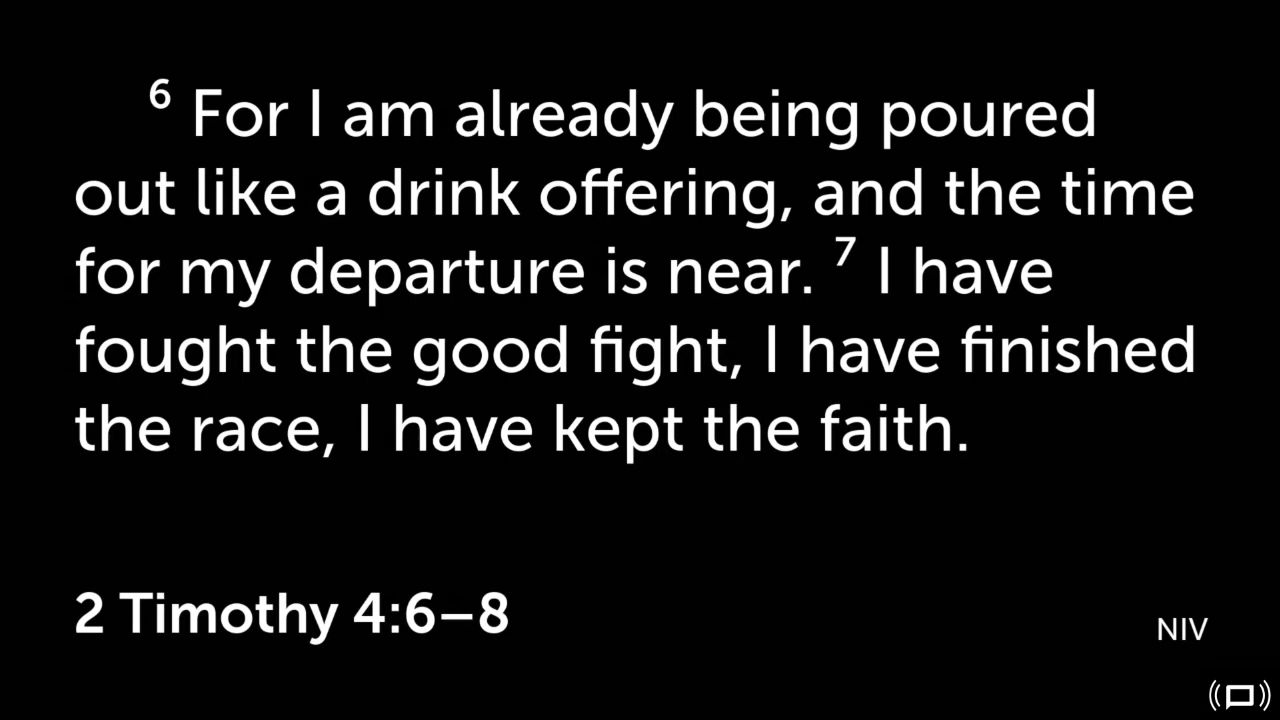 ⁶ For I am already being poured
out like a drink offering, and the time
for my departure is near. ⁷ I have
fought the good fight, I have finished
the race, I have kept the faith.
2 Timothy 4:6–8
NIV